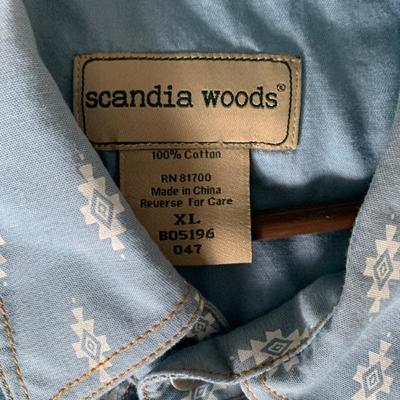 scandia woods®
100% Cotton
RN 81700
Made in China
Reverse For Care
XL
B05196
047